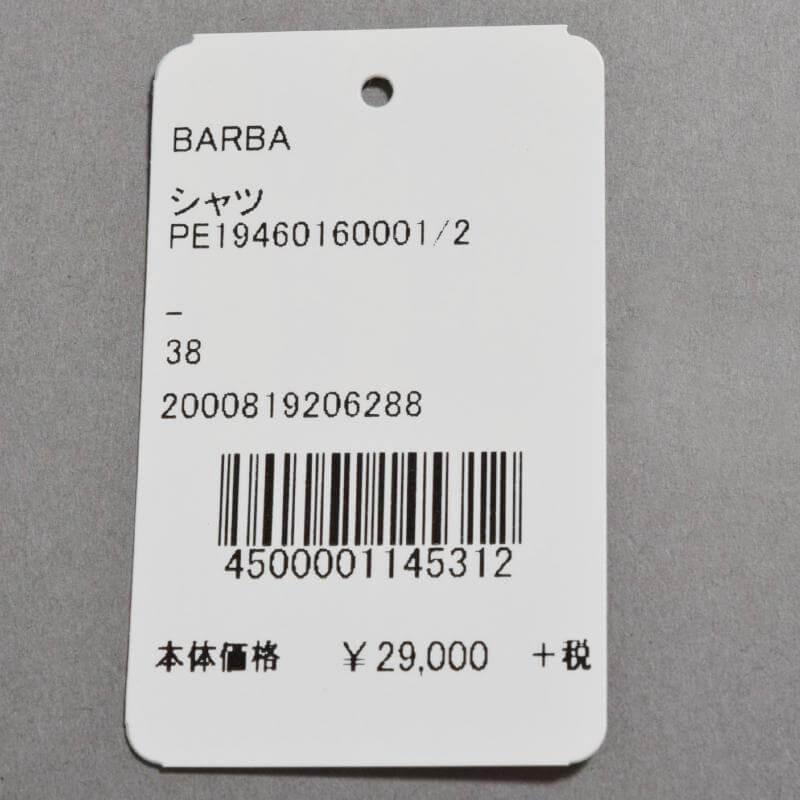 BARBA
シャツ
PE19460160001/2
–
38
2000819206288
4500001145312
本体価格 ¥29,000 +税